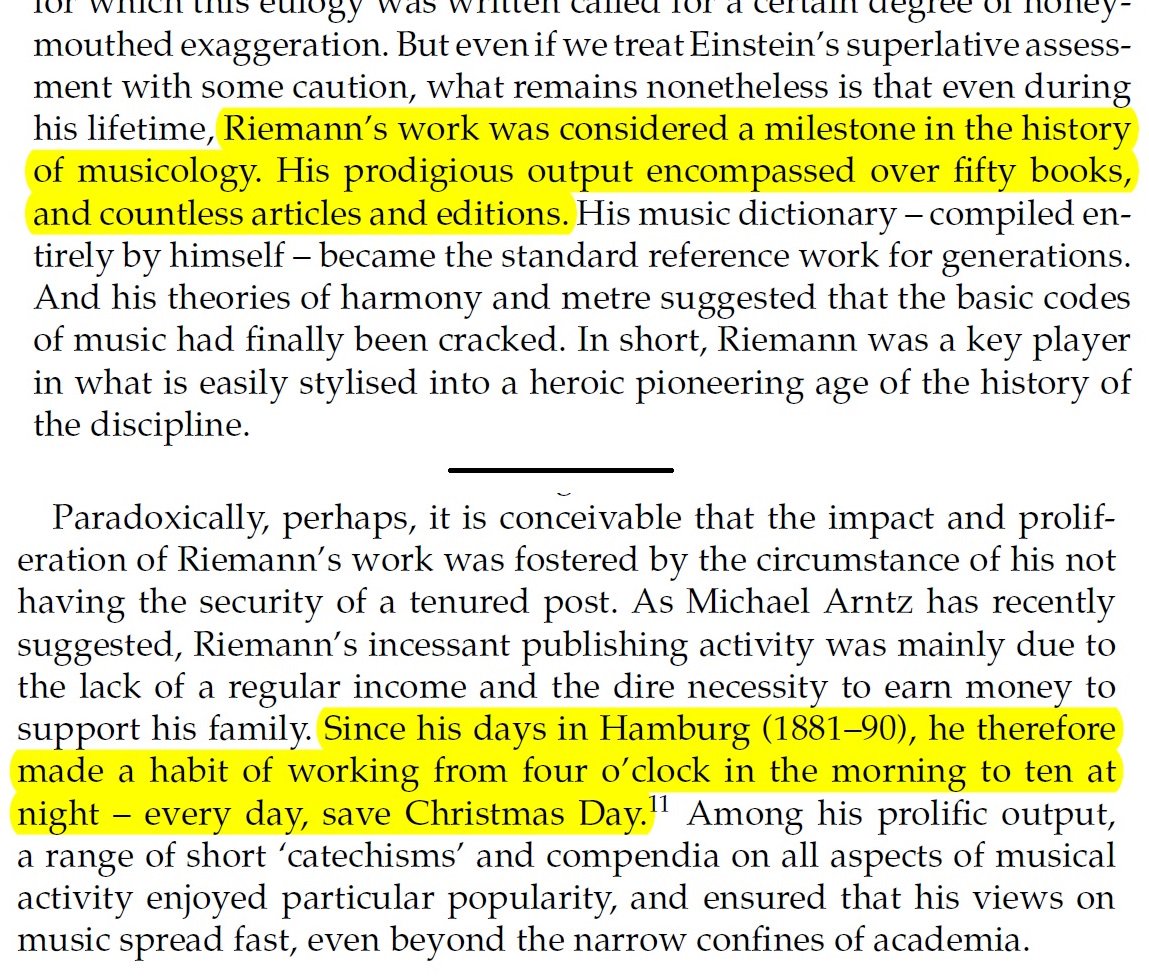 for which this eulogy was written called for a certain degree of honey-
mouthed exaggeration. But even if we treat Einstein’s superlative assess-
ment with some caution, what remains nonetheless is that even during
his lifetime, Riemann’s work was considered a milestone in the history
of musicology. His prodigious output encompassed over fifty books,
and countless articles and editions. His music dictionary – compiled en-
tirely by himself – became the standard reference work for generations.
And his theories of harmony and metre suggested that the basic codes
of music had finally been cracked. In short, Riemann was a key player
in what is easily stylised into a heroic pioneering age of the history of
the discipline.
Paradoxically, perhaps, it is conceivable that the impact and prolif-
eration of Riemann’s work was fostered by the circumstance of his not
having the security of a tenured post. As Michael Arntz has recently
suggested, Riemann’s incessant publishing activity was mainly due to
the lack of a regular income and the dire necessity to earn money to
support his family. Since his days in Hamburg (1881–90), he therefore
made a habit of working from four o’clock in the morning to ten at
night – every day, save Christmas Day.¹¹ Among his prolific output,
a range of short ‘catechisms’ and compendia on all aspects of musical
activity enjoyed particular popularity, and ensured that his views on
music spread fast, even beyond the narrow confines of academia.